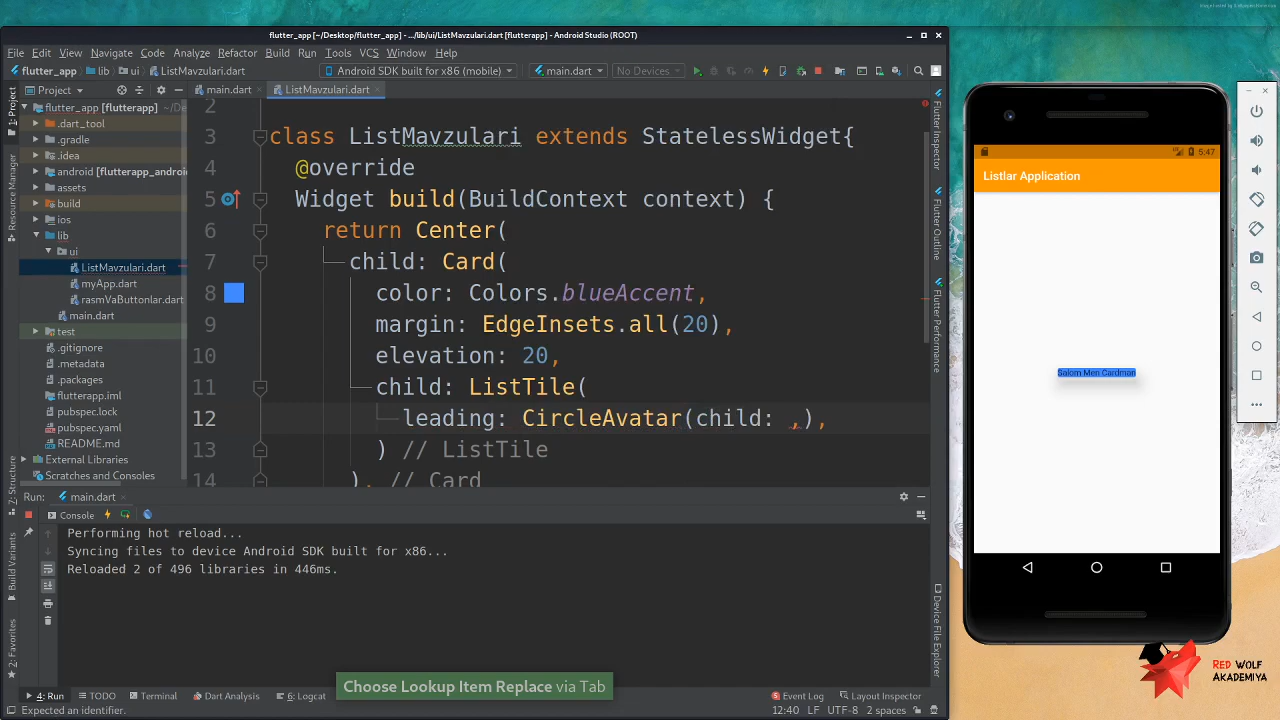 flutter_app [~/Desktop/flutter_app] - .../lib/ui/ListMavzulari.dart [flutterapp] - Android Studio (ROOT)
File Edit View Navigate Code Analyze Refactor Build Run Tools VCS Window Help
flutter_app lib ui ListMavzulari.dart Android SDK built for x86 (mobile) main.dart No Devices
Project main.dart ListMavzulari.dart
1: Project
Resource Manager
Z: Structure
Build Variants
2: Favorites
flutter_app [flutterapp] ~/De
.dart_tool
.gradle
.idea
android [flutterapp_android]
assets
build
ios
lib
ui
ListMavzulari.dart
myApp.dart
rasmVaButtonlar.dart
main.dart
test
.gitignore
.metadata
.packages
flutterapp.iml
pubspec.lock
pubspec.yaml
README.md
External Libraries
Scratches and Consoles
2
3 class ListMavzulari extends StatelessWidget{
4 @override
5 Widget build(BuildContext context) {
6 return Center(
7 child: Card(
8 color: Colors.blueAccent,
9 margin: EdgeInsets.all(20),
10 elevation: 20,
11 child: ListTile(
12 leading: CircleAvatar(child: ,),
13 ) // ListTile
14 ), // Card
Flutter Inspector
Flutter Outline
Flutter Performance
Device File Explorer
Run: main.dart
Console
Performing hot reload...
Syncing files to device Android SDK built for x86...
Reloaded 2 of 496 libraries in 446ms.
Choose Lookup Item Replace via Tab
4: Run TODO Terminal Dart Analysis 6: Logcat Event Log Layout Inspector
Expected an identifier. 12:40 LF UTF-8 2 spaces
5:47
Listlar Application
Salom Men Cardman
RED WOLF
AKADEMIYA